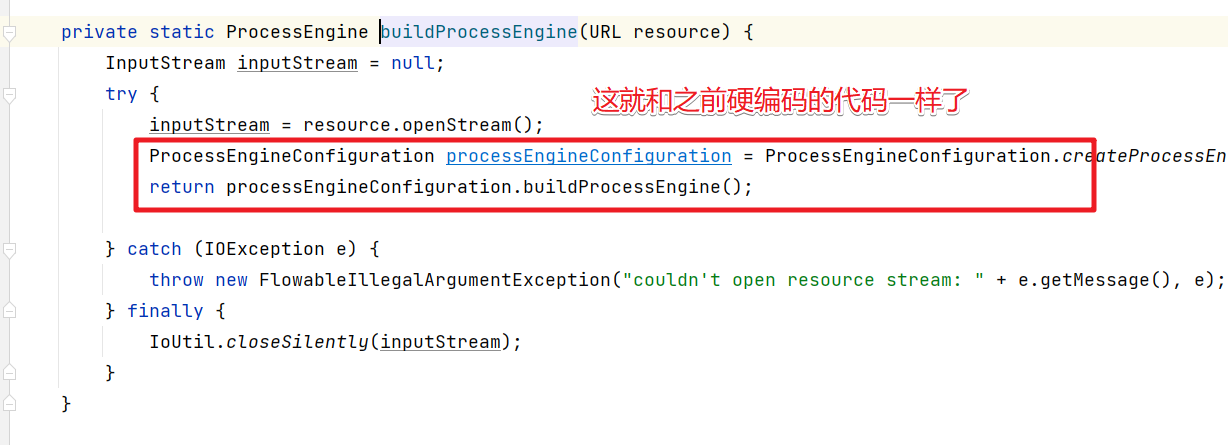 private static ProcessEngine buildProcessEngine(URL resource) {
InputStream inputStream = null;
try {
这就和之前硬编码的代码一样了
inputStream = resource.openStream();
ProcessEngineConfiguration processEngineConfiguration = ProcessEngineConfiguration.createProcessEn
return processEngineConfiguration.buildProcessEngine();
} catch (IOException e) {
throw new FlowableIllegalArgumentException("couldn't open resource stream: " + e.getMessage(), e);
} finally {
IoUtil.closeSilently(inputStream);
}
}